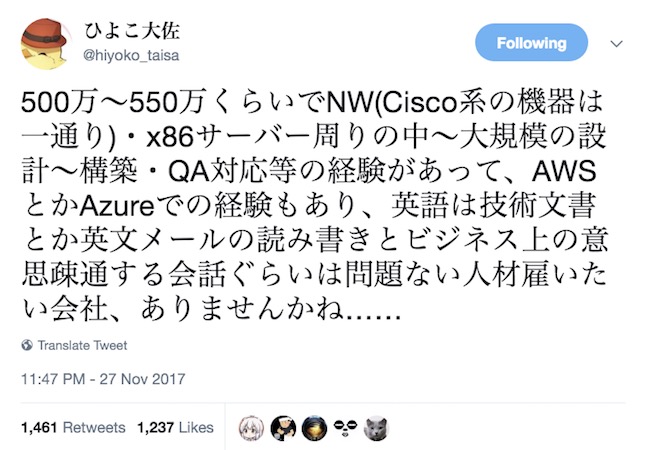 ひよこ大佐
@hiyoko_taisa
Following
500万〜550万くらいでNW(Cisco系の機器は
一通り)・x86サーバー周りの中〜大規模の設
計〜構築・QA対応等の経験があって、AWS
とかAzureでの経験もあり、英語は技術文書
とか英文メールの読み書きとビジネス上の意
思疎通する会話ぐらいは問題ない人材雇いた
い会社、ありませんかね……
Translate Tweet
11:47 PM - 27 Nov 2017
1,461 Retweets 1,237 Likes